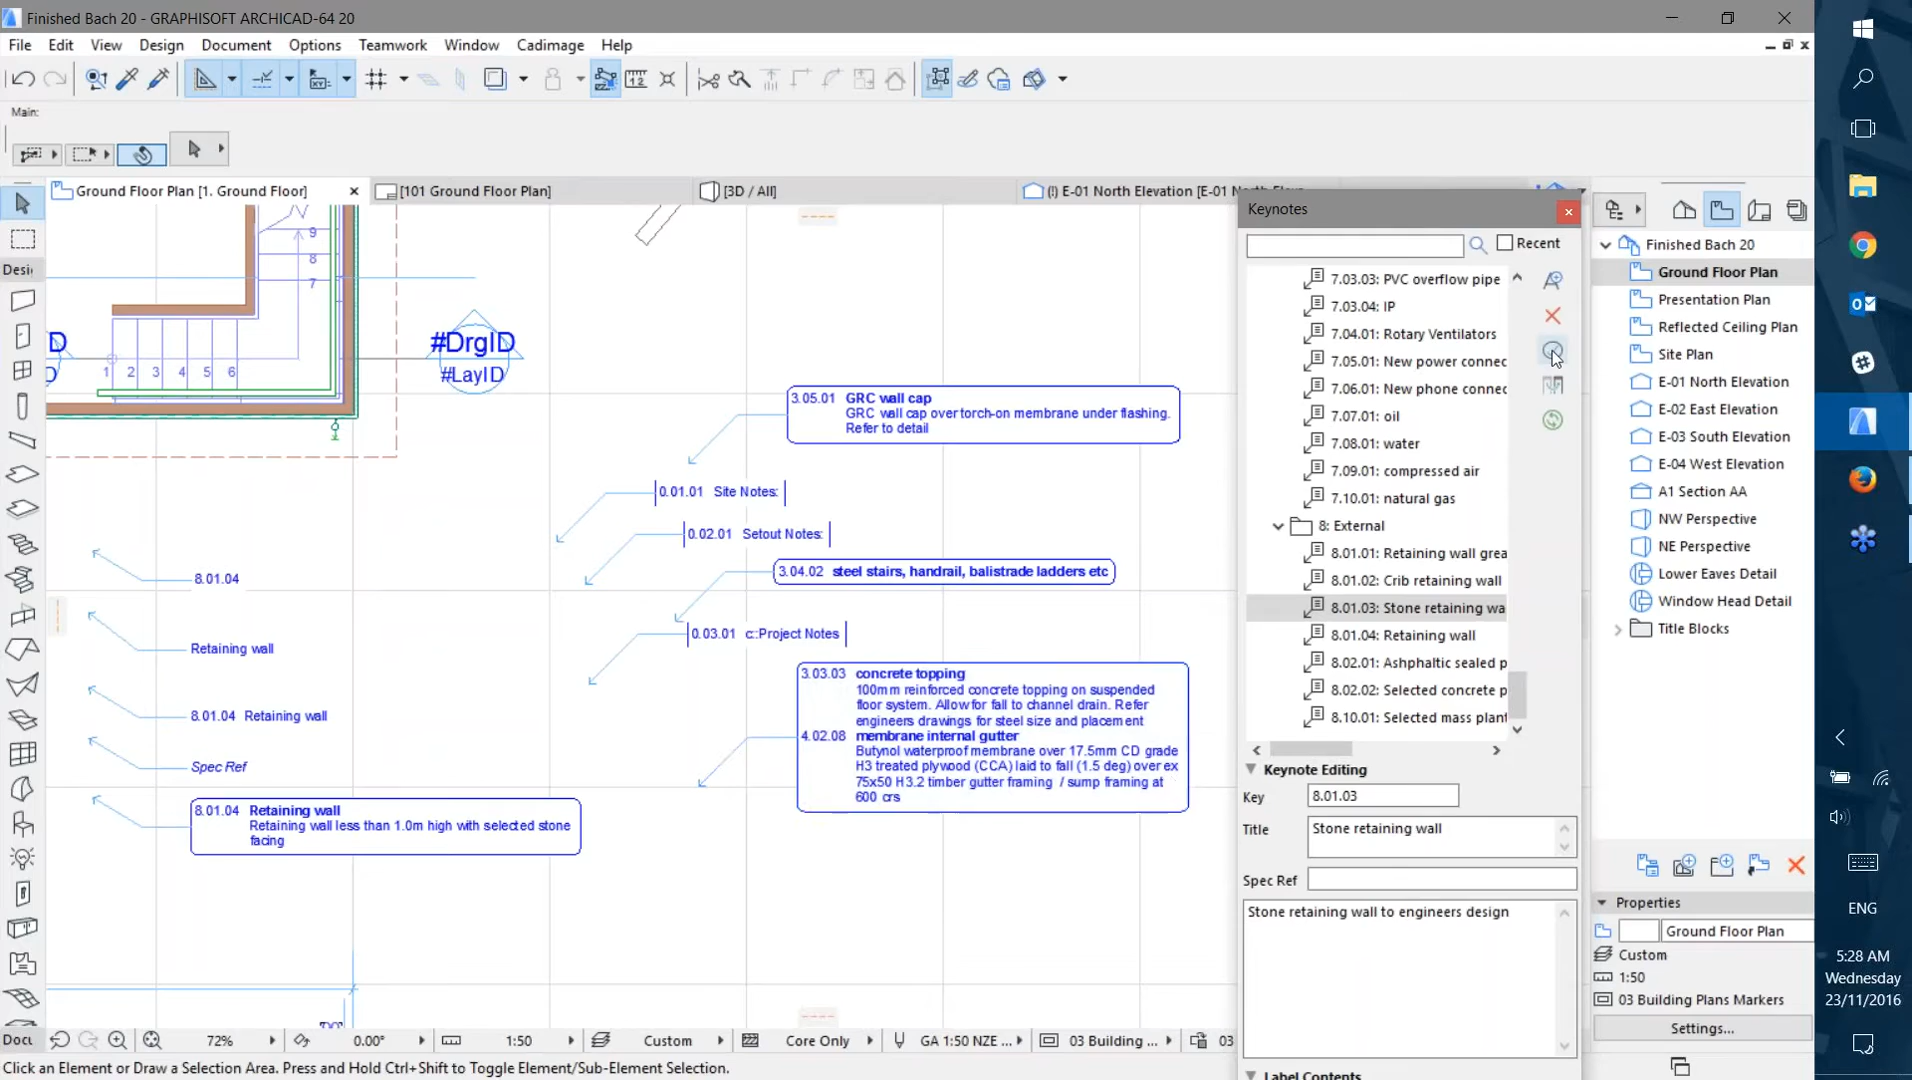 Finished Bach 20 - GRAPHISOFT ARCHICAD-64 20
File Edit View Design Document Options Teamwork Window Cadimage Help
Main:
Ground Floor Plan [1. Ground Floor]
[101 Ground Floor Plan]
[3D / All]
(!) E-01 North Elevation [E-01 North
Desi
9
8
7
1 2 3 4 5 6
#DrgID
#LayID
D
3.05.01 GRC wall cap
GRC wall cap over torch-on membrane under flashing.
Refer to detail
0.01.01 Site Notes:
0.02.01 Setout Notes:
3.04.02 steel stairs, handrail, balistrade ladders etc
0.03.01 c::Project Notes
3.03.03 concrete topping
100mm reinforced concrete topping on suspended
floor system. Allow for fall to channel drain. Refer
engineers drawings for steel size and placement
4.02.08 membrane internal gutter
Butynol waterproof membrane over 17.5mm CD grade
H3 treated plywood (CCA) laid to fall (1.5 deg) over ex
75x50 H3.2 timber gutter framing / sump framing at
600 crs
8.01.04
Retaining wall
8.01.04 Retaining wall
Spec Ref
8.01.04 Retaining wall
Retaining wall less than 1.0m high with selected stone
facing
Keynotes
Recent
7.03.03: PVC overflow pipe
7.03.04: IP
7.04.01: Rotary Ventilators
7.05.01: New power connec
7.06.01: New phone connec
7.07.01: oil
7.08.01: water
7.09.01: compressed air
7.10.01: natural gas
8: External
8.01.01: Retaining wall grea
8.01.02: Crib retaining wall
8.01.03: Stone retaining wa
8.01.04: Retaining wall
8.02.01: Ashphaltic sealed p
8.02.02: Selected concrete p
8.10.01: Selected mass plant
Keynote Editing
Key 8.01.03
Title Stone retaining wall
Spec Ref
Stone retaining wall to engineers design
Label Contents
Finished Bach 20
Ground Floor Plan
Presentation Plan
Reflected Ceiling Plan
Site Plan
E-01 North Elevation
E-02 East Elevation
E-03 South Elevation
E-04 West Elevation
A1 Section AA
NW Perspective
NE Perspective
Lower Eaves Detail
Window Head Detail
Title Blocks
Properties
Ground Floor Plan
Custom
1:50
03 Building Plans Markers
Settings...
ENG
5:28 AM
Wednesday
23/11/2016
Docu
72% 0.00° 1:50 Custom Core Only GA 1:50 NZE ... 03 Building ... 03
Click an Element or Draw a Selection Area. Press and Hold Ctrl+Shift to Toggle Element/Sub-Element Selection.